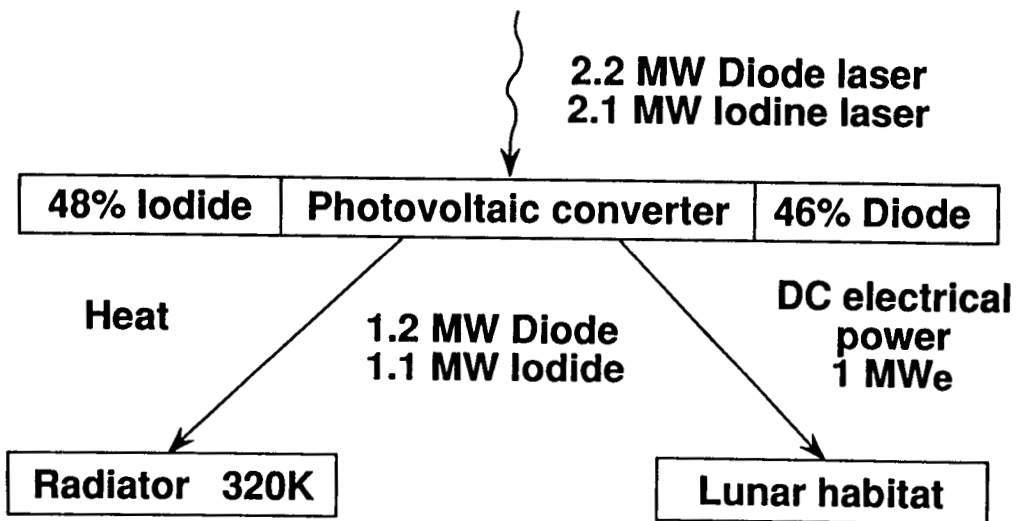 2.2 MW Diode laser
2.1 MW Iodine laser
48% Iodide
Photovoltaic converter
46% Diode
Heat
1.2 MW Diode
1.1 MW Iodide
DC electrical
power
1 MWe
Radiator 320K
Lunar habitat